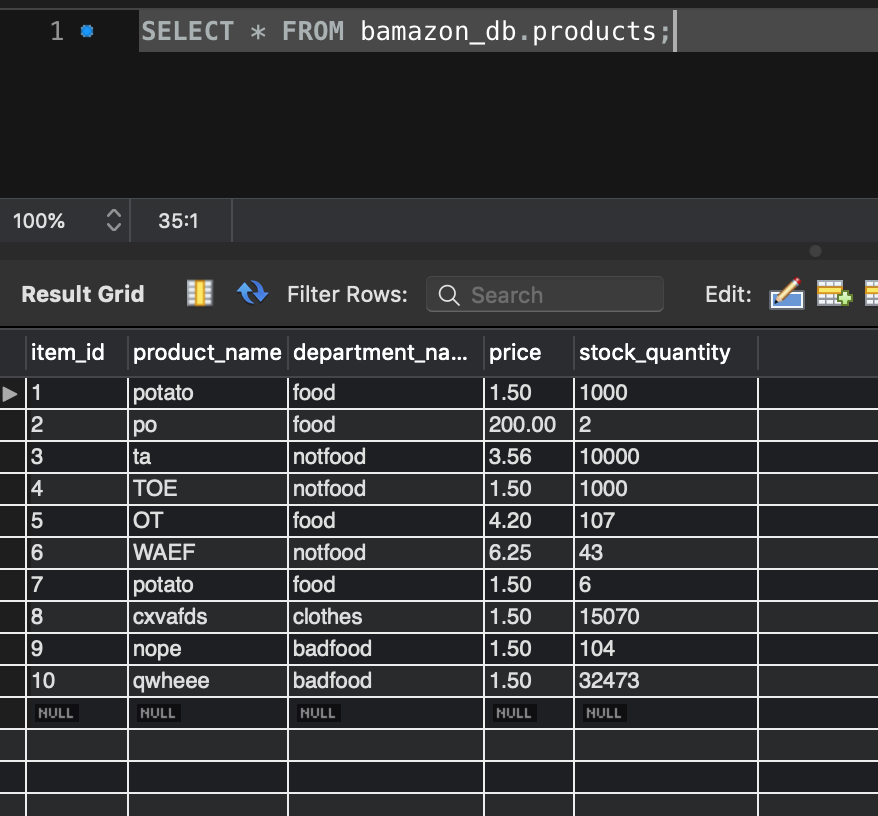 1 SELECT * FROM bamazon_db.products;
100% 35:1
Result Grid Filter Rows: Search Edit:
item_id product_name department_na... price stock_quantity
1 potato food 1.50 1000
2 po food 200.00 2
3 ta notfood 3.56 10000
4 TOE notfood 1.50 1000
5 OT food 4.20 107
6 WAEF notfood 6.25 43
7 potato food 1.50 6
8 cxvafds clothes 1.50 15070
9 nope badfood 1.50 104
10 qwheee badfood 1.50 32473
NULL NULL NULL NULL NULL